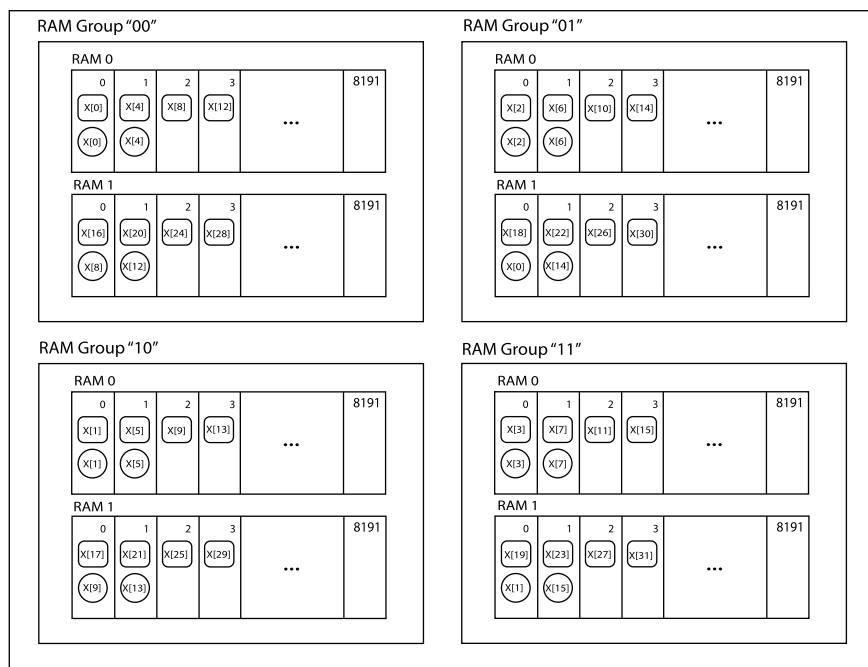 RAM Group “00”
RAM 0
0 1 2 3 ... 8191
X[0] X[4] X[8] X[12]
X[0] X[4]
RAM 1
0 1 2 3 ... 8191
X[16] X[20] X[24] X[28]
X[8] X[12]
RAM Group “01”
RAM 0
0 1 2 3 ... 8191
X[2] X[6] X[10] X[14]
X[2] X[6]
RAM 1
0 1 2 3 ... 8191
X[18] X[22] X[26] X[30]
X[0] X[14]
RAM Group “10”
RAM 0
0 1 2 3 ... 8191
X[1] X[5] X[9] X[13]
X[1] X[5]
RAM 1
0 1 2 3 ... 8191
X[17] X[21] X[25] X[29]
X[9] X[13]
RAM Group “11”
RAM 0
0 1 2 3 ... 8191
X[3] X[7] X[11] X[15]
X[3] X[7]
RAM 1
0 1 2 3 ... 8191
X[19] X[23] X[27] X[31]
X[1] X[15]